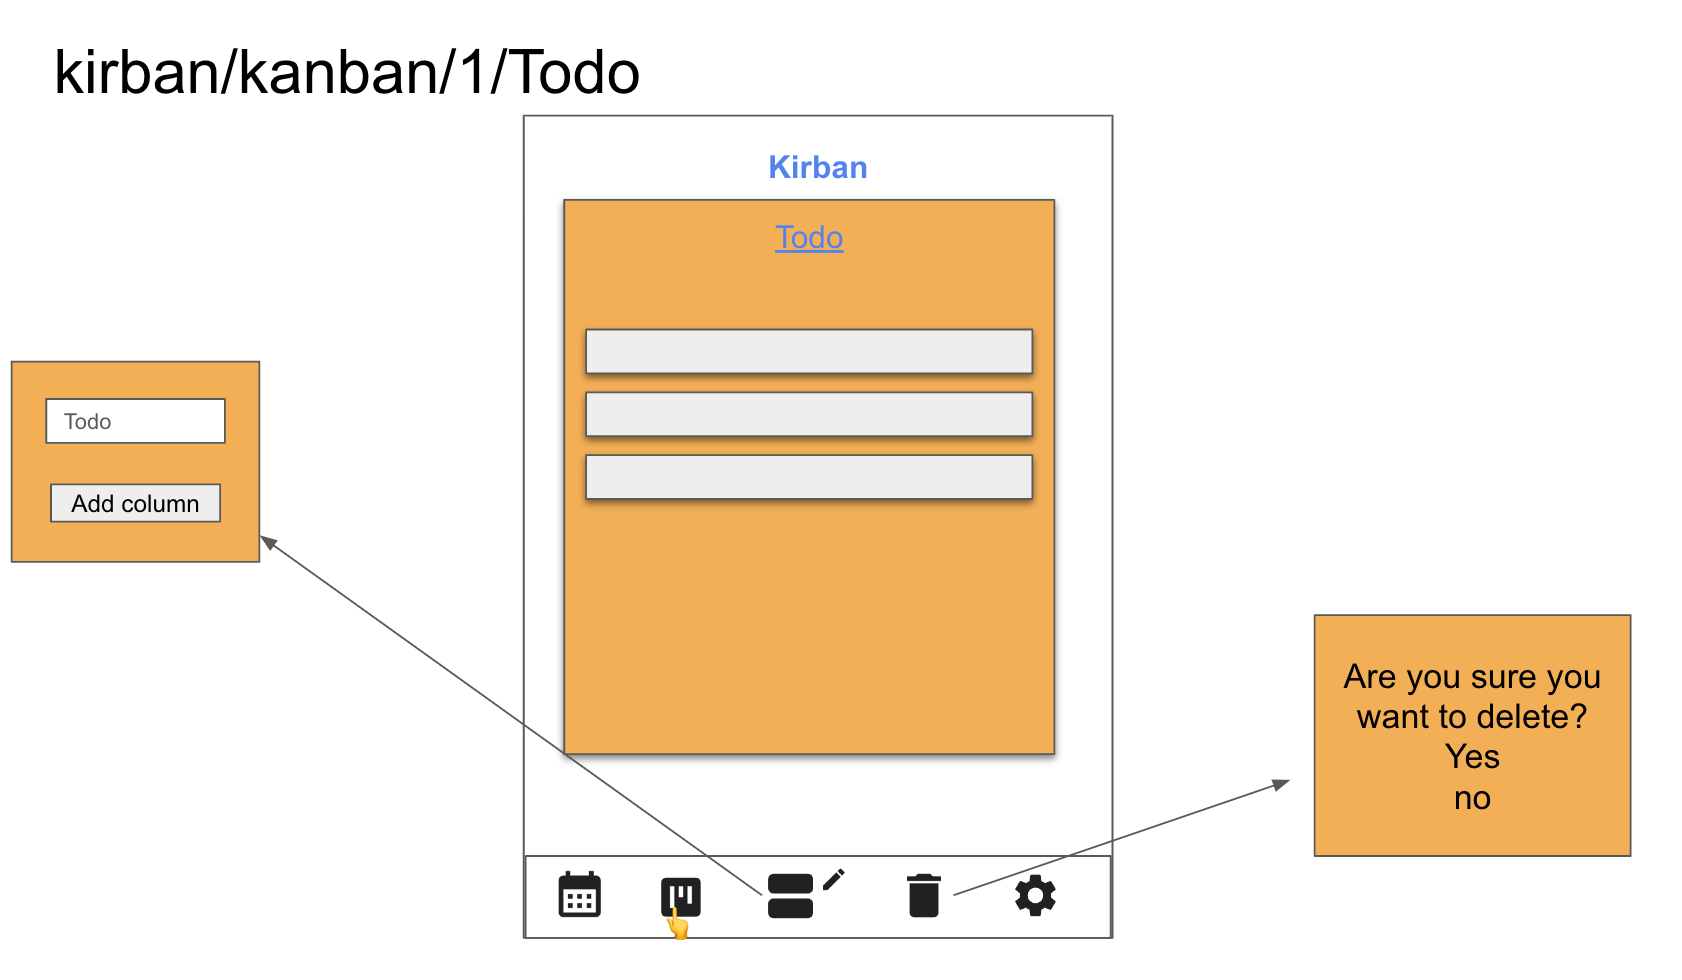 kirban/kanban/1/Todo
Kirban
Todo
Todo
Add column
Are you sure you
want to delete?
Yes
no